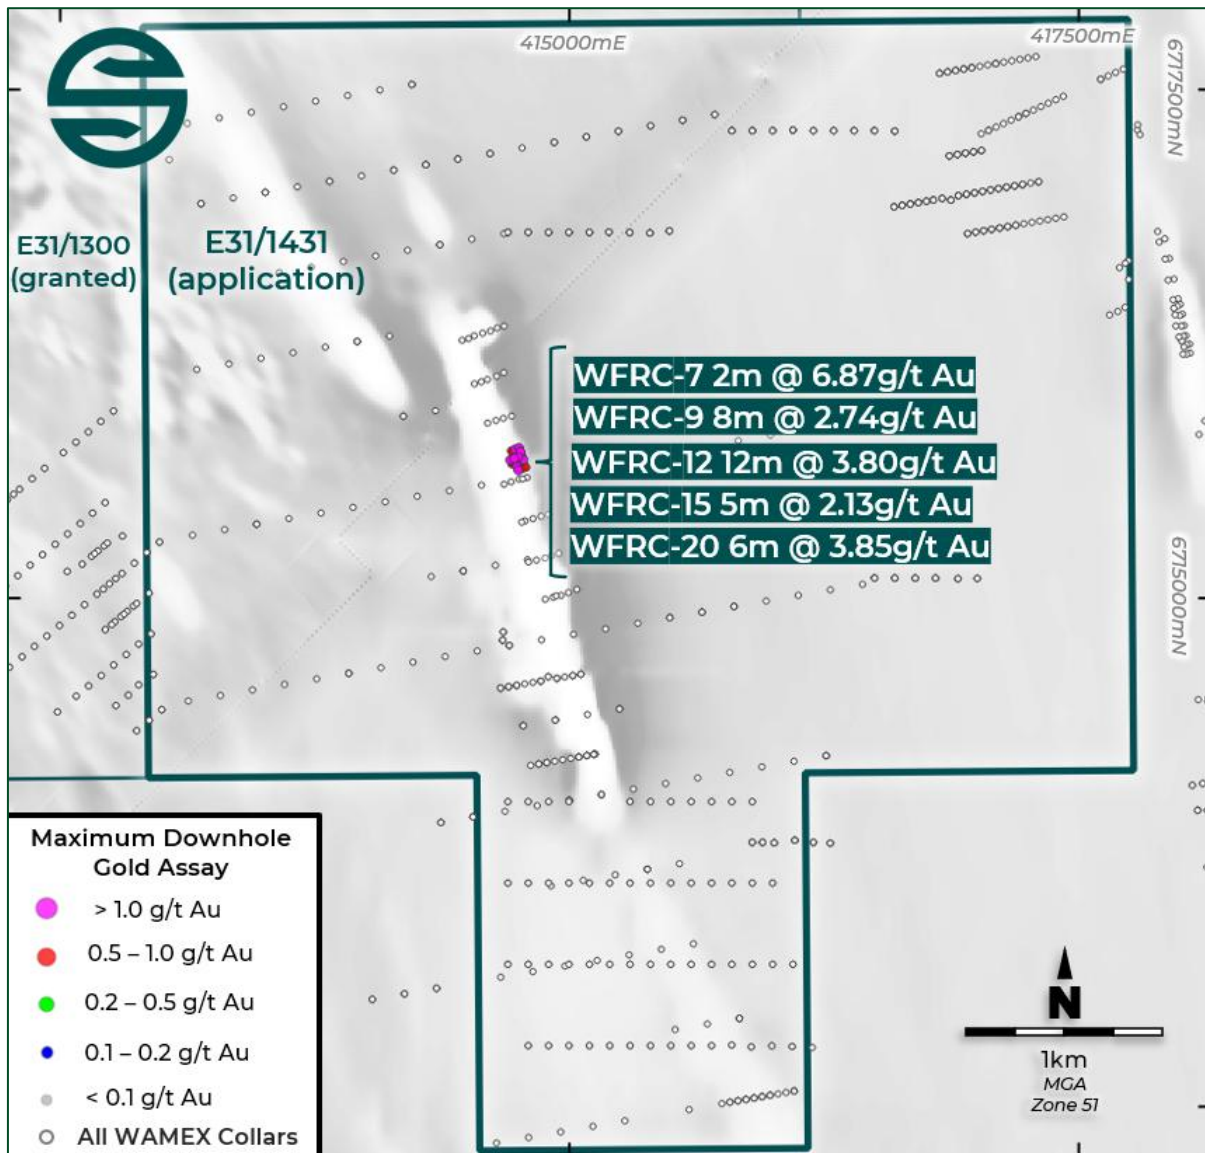 415000mE
417500mE
6717500mN
E31/1300
(granted)
E31/1431
(application)
WFRC-7 2m @ 6.87g/t Au
WFRC-9 8m @ 2.74g/t Au
WFRC-12 12m @ 3.80g/t Au
WFRC-15 5m @ 2.13g/t Au
WFRC-20 6m @ 3.85g/t Au
6715000mN
Maximum Downhole
Gold Assay
> 1.0 g/t Au
0.5 – 1.0 g/t Au
0.2 – 0.5 g/t Au
0.1 – 0.2 g/t Au
< 0.1 g/t Au
All WAMEX Collars
N
1km
MGA
Zone 51